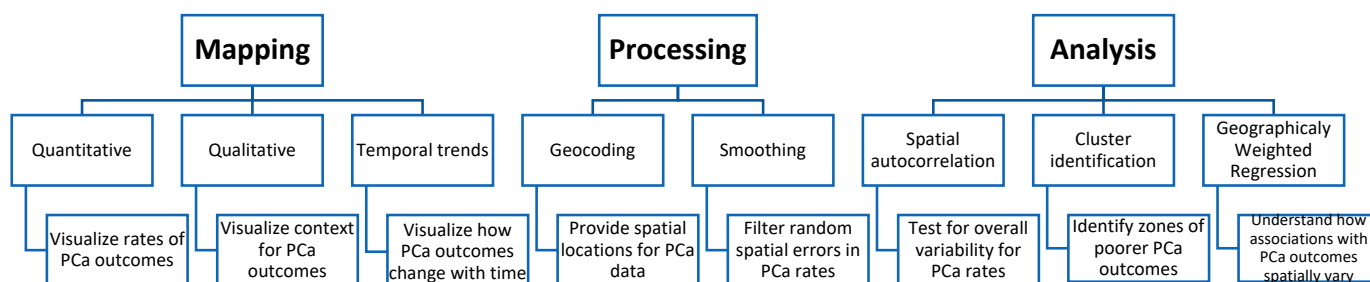 Mapping
Processing
Analysis
Quantitative
Qualitative
Temporal trends
Geocoding
Smoothing
Spatial
autocorrelation
Cluster
identification
Geographicaly
Weighted
Regression
Visualize rates of
PCa outcomes
Visualize context
for PCa
outcomes
Visualize how
PCa outcomes
change with time
Provide spatial
locations for PCa
data
Filter random
spatial errors in
PCa rates
Test for overall
variability for
PCa rates
Identify zones of
poorer PCa
outcomes
Understand how
associations with
PCa outcomes
spatially vary